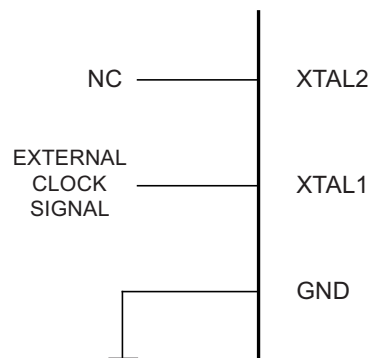 NC
XTAL2
EXTERNAL
CLOCK
SIGNAL
XTAL1
GND